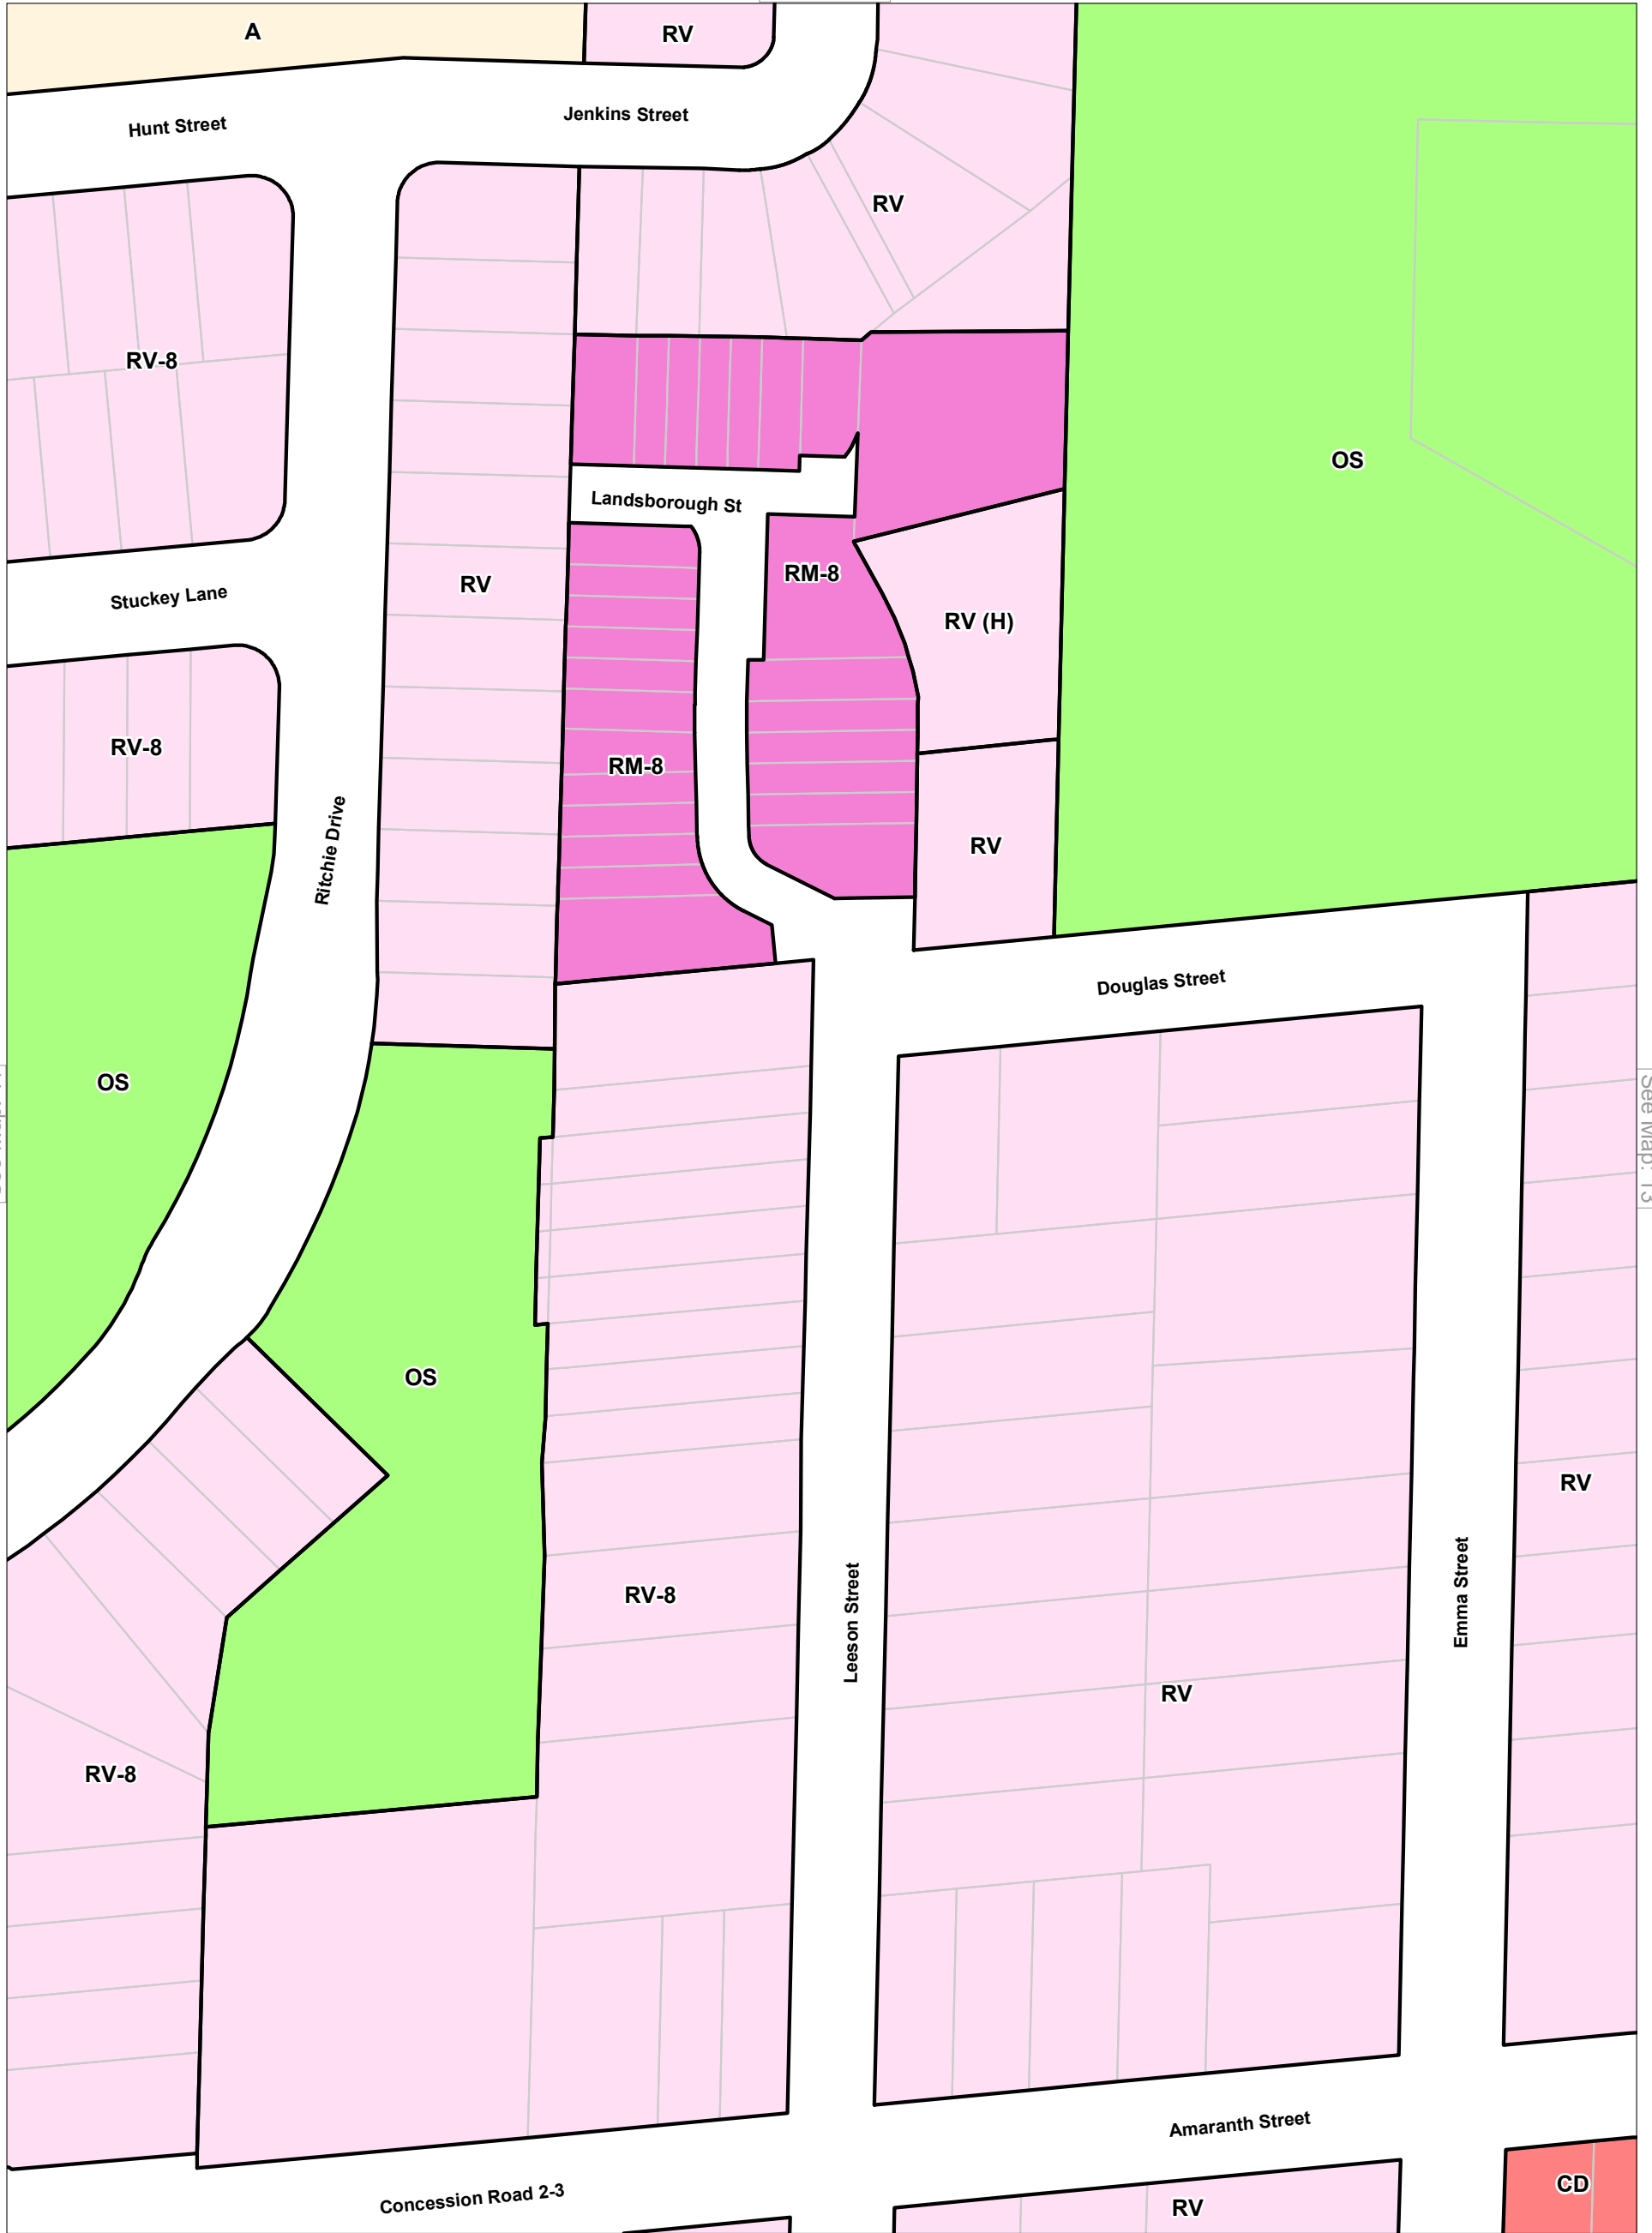 A
RV
Hunt Street
Jenkins Street
RV
RV-8
OS
Landsborough St
RM-8
RV
Stuckey Lane
RV (H)
RV-8
RM-8
Ritchie Drive
RV
Douglas Street
OS
See Map: 13
OS
RV
RV-8
Leeson Street
Emma Street
RV
RV-8
Amaranth Street
CD
Concession Road 2-3
RV